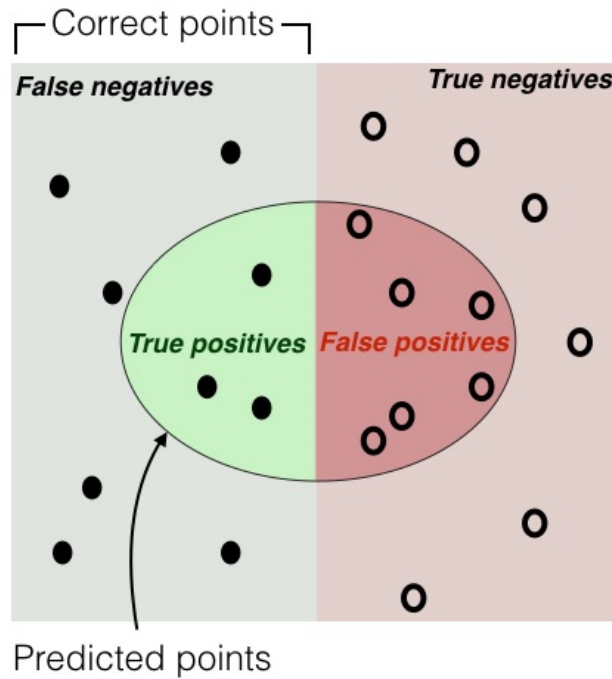 Correct points
False negatives
True negatives
True positives
False positives
Predicted points